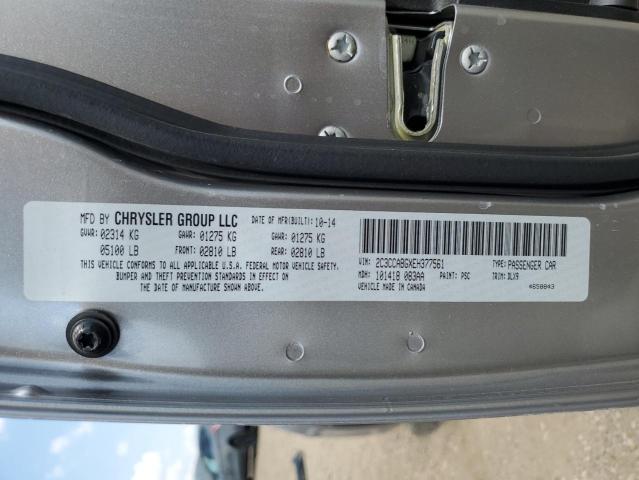 MFD BY CHRYSLER GROUP LLC DATE OF MFR(BUILT): 10-14
GVWR: 02314 KG GAWR: 01275 KG GAWR: 01275 KG
05100 LB FRONT: 02810 LB REAR: 02810 LB
THIS VEHICLE CONFORMS TO ALL APPLICABLE U.S.A. FEDERAL MOTOR VEHICLE SAFETY,
BUMPER AND THEFT PREVENTION STANDARDS IN EFFECT ON
THE DATE OF MANUFACTURE SHOWN ABOVE.
VIN: 2C3CCABGXEH377561 TYPE: PASSENGER CAR
MDH: 101418 083AA PAINT: PSC TRIM: DLX9
VEHICLE MADE IN CANADA 4650843